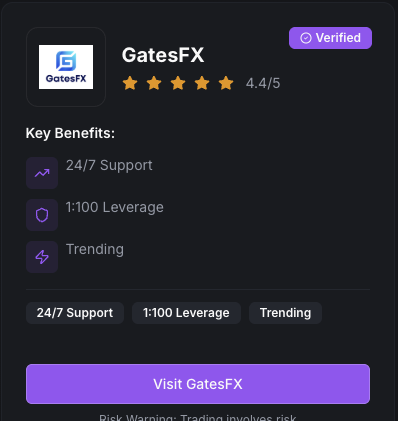 Verified
GatesFX
GatesFX
4.4/5
Key Benefits:
24/7 Support
1:100 Leverage
Trending
24/7 Support 1:100 Leverage Trending
Visit GatesFX
Risk Warning: Trading involves risk